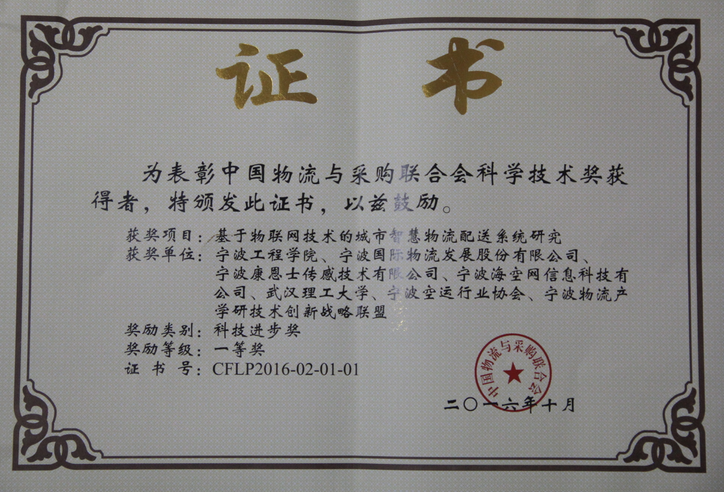 证 书
为表彰中国物流与采购联合会科学技术奖获
得者，特颁发此证书，以兹鼓励。
获奖项目：基于物联网技术的城市智慧物流配送系统研究
获奖单位：宁波工程学院、宁波国际物流发展股份有限公司、
宁波康恩士传感技术有限公司、宁波海空网信息科技有
公司、武汉理工大学、宁波空运行业协会、宁波物流产
学研技术创新战略联盟
奖励类别：科技进步奖
奖励等级：一等奖
证 书 号：CFLP2016-02-01-01
中国物流与采购联合会
二〇一六年十月